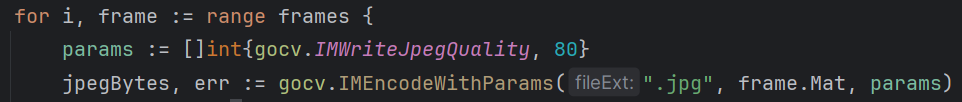 for i, frame := range frames {
params := []int{gocv.IMWriteJpegQuality, 80}
jpegBytes, err := gocv.IMEncodeWithParams( fileExt: ".jpg", frame.Mat, params)